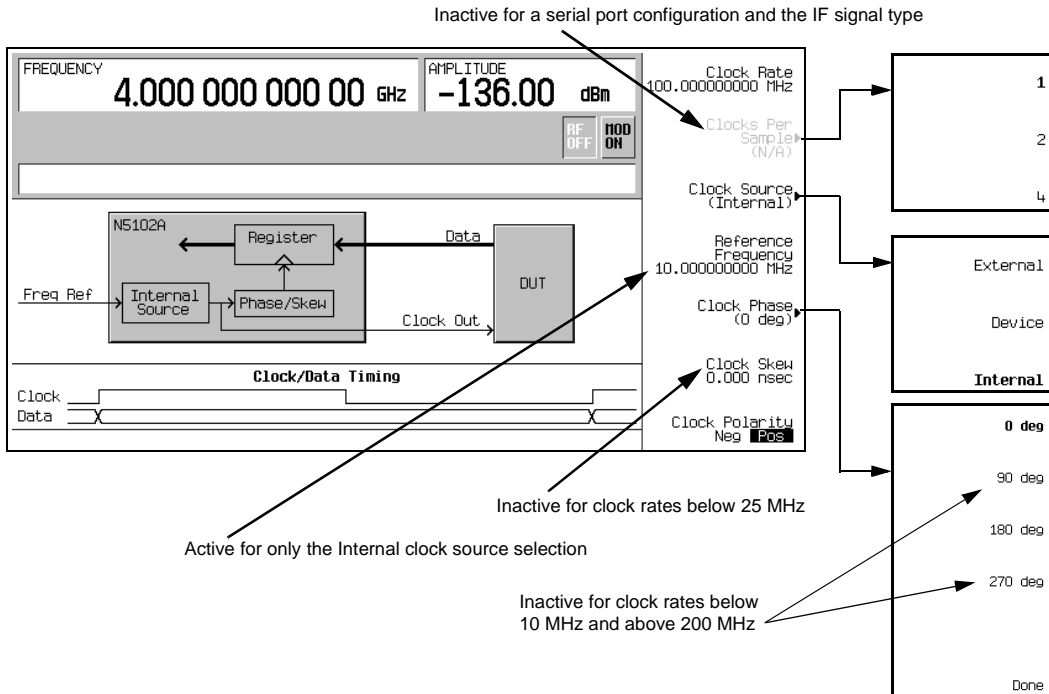 Inactive for a serial port configuration and the IF signal type
FREQUENCY
4.000 000 000 00 GHz
AMPLITUDE
-136.00 dBm
RF OFF
MOD ON
Clock Rate
100.000000000 MHz
Clocks Per
Sample
(N/A)
Clock Source
(Internal)
Reference
Frequency
10.000000000 MHz
Clock Phase
(0 deg)
Clock Skew
0.000 nsec
Clock Polarity
Neg Pos
N5102A
Register
Data
DUT
Freq Ref
Internal
Source
Phase/Skew
Clock Out
Clock/Data Timing
Clock
Data
1
2
4
External
Device
Internal
0 deg
90 deg
180 deg
270 deg
Done
Inactive for clock rates below 25 MHz
Active for only the Internal clock source selection
Inactive for clock rates below
10 MHz and above 200 MHz